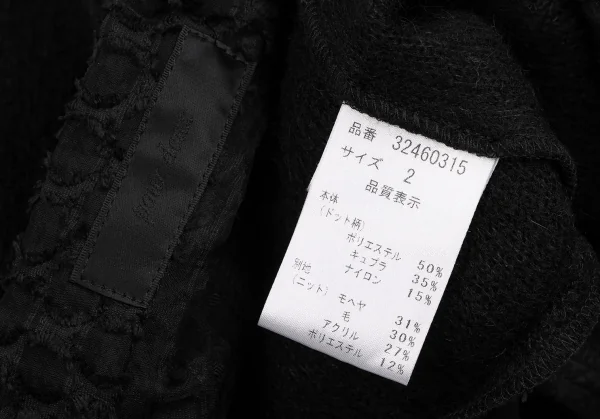 品番 32460315
サイズ 2
品質表示
本体
(ドット柄)
ポリエステル 50%
キュプラ 35%
ナイロン 15%
別地
(ニット) モヘヤ 31%
毛 30%
アクリル 27%
ポリエステル 12%